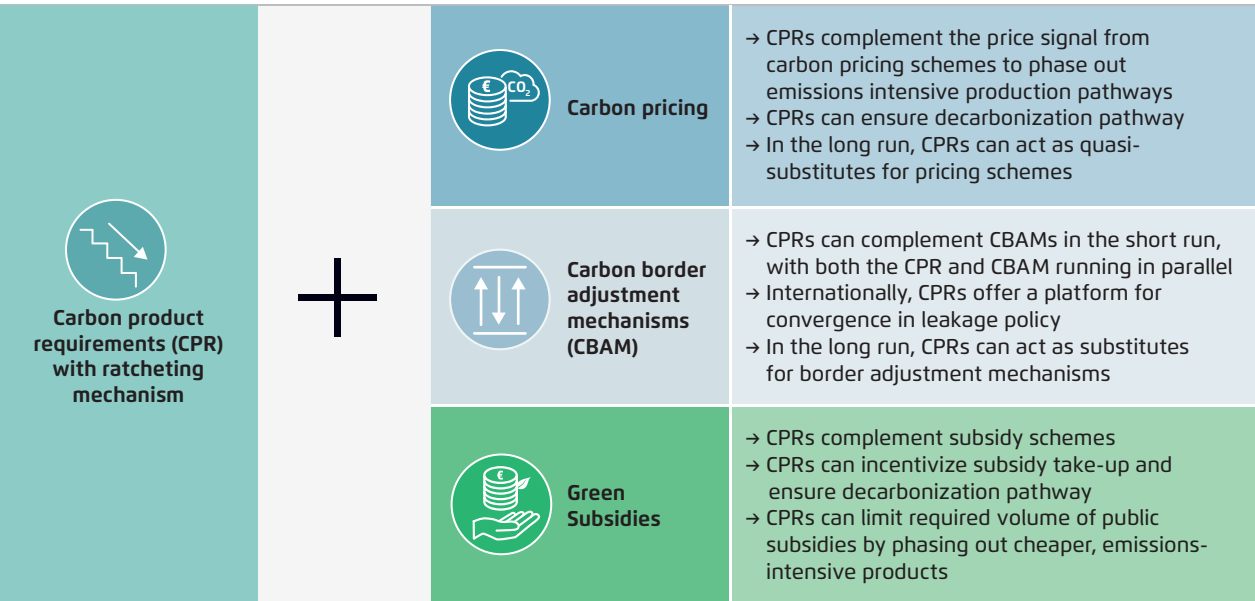 Carbon product
requirements (CPR)
with ratcheting
mechanism
€ CO₂
Carbon pricing
→ CPRs complement the price signal from
carbon pricing schemes to phase out
emissions intensive production pathways
→ CPRs can ensure decarbonization pathway
→ In the long run, CPRs can act as quasi-
substitutes for pricing schemes
Carbon border
adjustment
mechanisms
(CBAM)
→ CPRs can complement CBAMs in the short run,
with both the CPR and CBAM running in parallel
→ Internationally, CPRs offer a platform for
convergence in leakage policy
→ In the long run, CPRs can act as substitutes
for border adjustment mechanisms
€
Green
Subsidies
→ CPRs complement subsidy schemes
→ CPRs can incentivize subsidy take-up and
ensure decarbonization pathway
→ CPRs can limit required volume of public
subsidies by phasing out cheaper, emissions-
intensive products